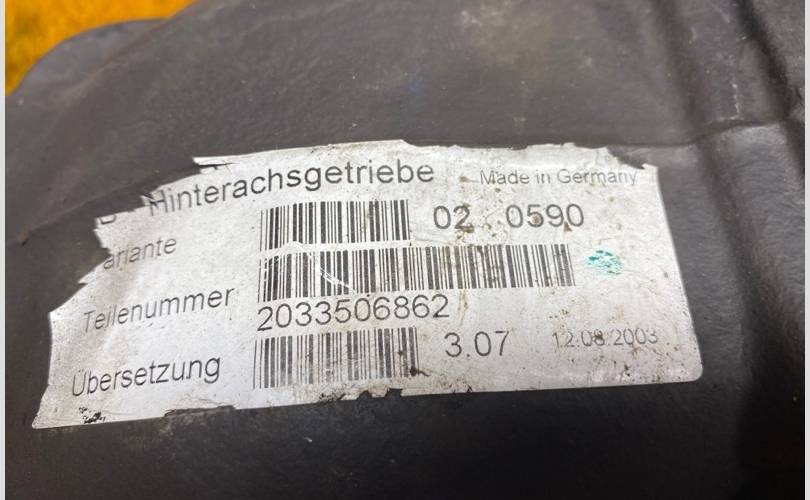 Hinterachsgetriebe Made in Germany
ariante 02 0590
Teilenummer
2033506862
Übersetzung 3.07 12.08.2003